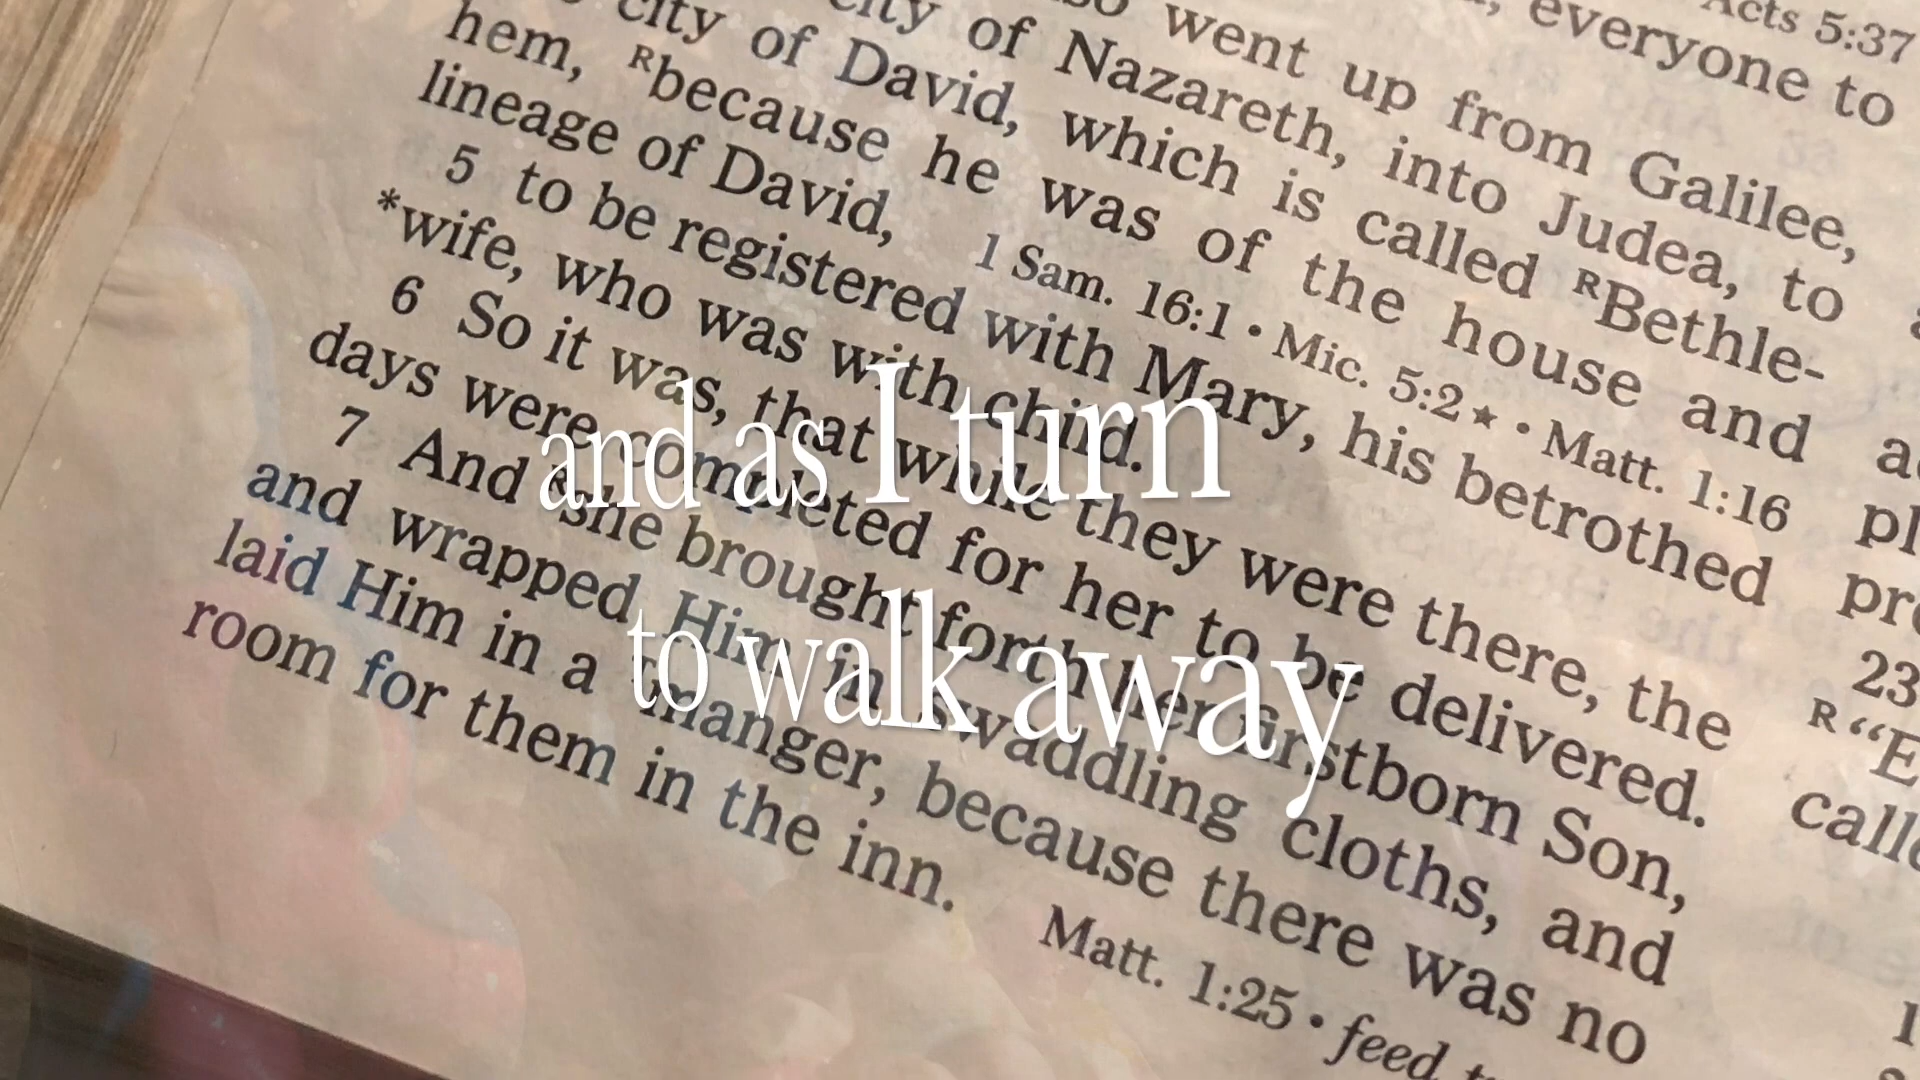 Acts 5:37
went up from Galilee, everyone to
city of Nazareth, into Judea, to
city of David, which is called ᴿBethle-
hem, ᴿbecause he was of the house and
lineage of David, 1 Sam. 16:1 • Mic. 5:2★ • Matt. 1:16
5 to be registered with Mary, his betrothed
*wife, who was with child.
6 So it was, that while they were there, the
days were completed for her to be delivered.
7 And ᴿshe brought forth her firstborn Son,
and wrapped Him in swaddling cloths, and
laid Him in a ᵀmanger, because there was no
room for them in the inn. Matt. 1:25 • feed
23
ᴿ“E
and as I turn
to walk away